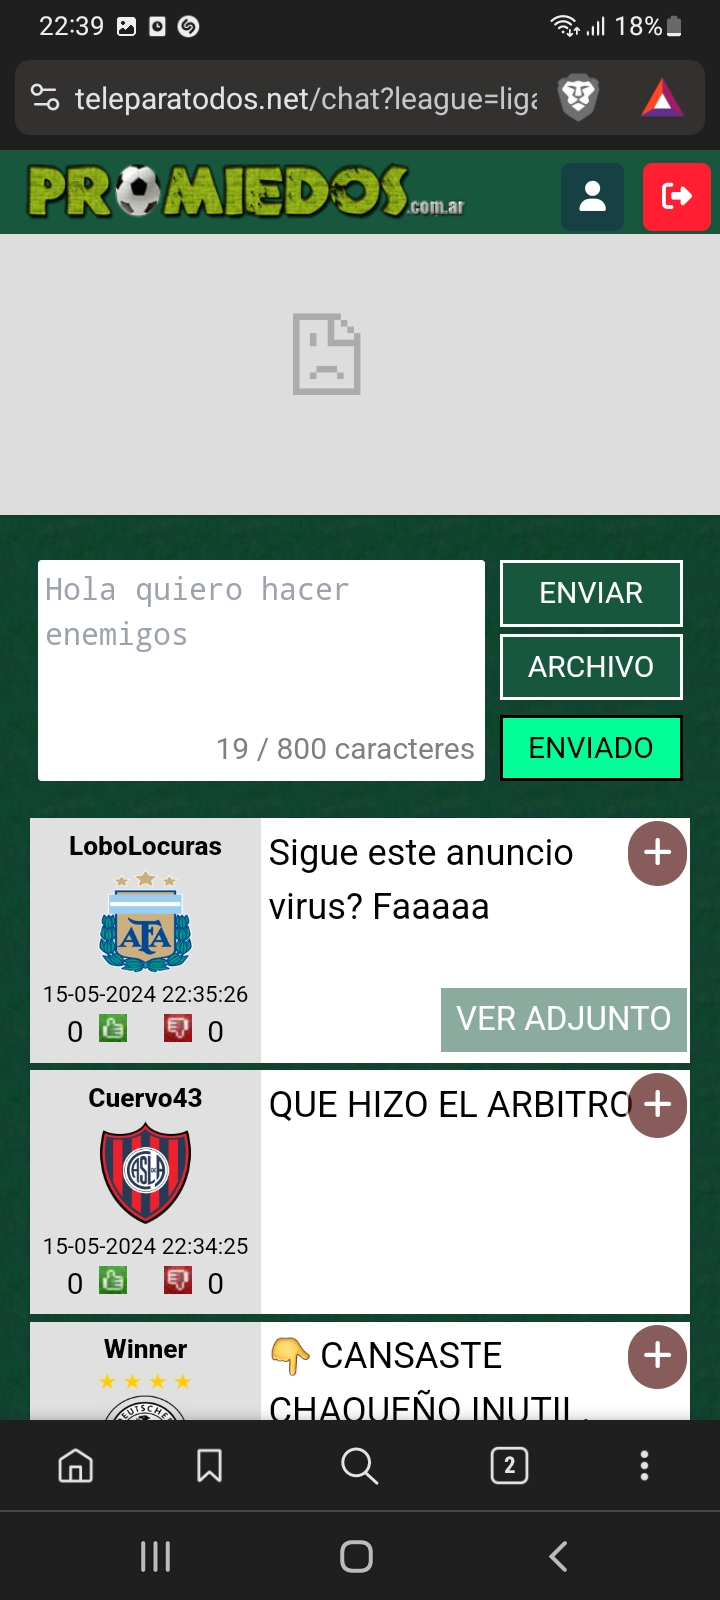 22:39
18%
teleparatodos.net/chat?league=liga
PROMIEDOS.com.ar
Hola quiero hacer
enemigos
19 / 800 caracteres
ENVIAR
ARCHIVO
ENVIADO
LoboLocuras
AFA
15-05-2024 22:35:26
0 0
Sigue este anuncio
virus? Faaaaa
VER ADJUNTO
Cuervo43
CASLA
15-05-2024 22:34:25
0 0
QUE HIZO EL ARBITRO
Winner
DEUTSCHER
👇 CANSASTE
CHAQUEÑO INUTIL.
2